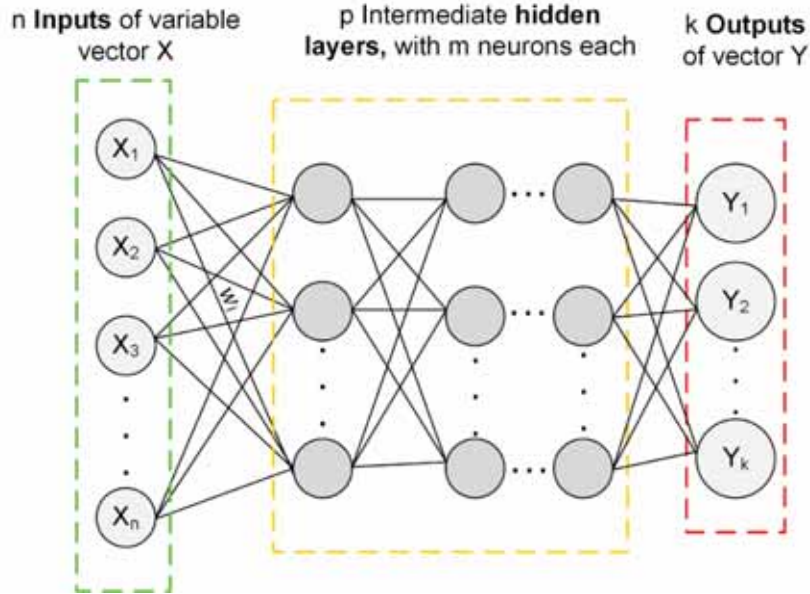 n Inputs of variable
vector X
p Intermediate hidden
layers, with m neurons each
k Outputs
of vector Y
X₁
X₂
X₃
Xₙ
wᵢ
Y₁
Y₂
Yₖ